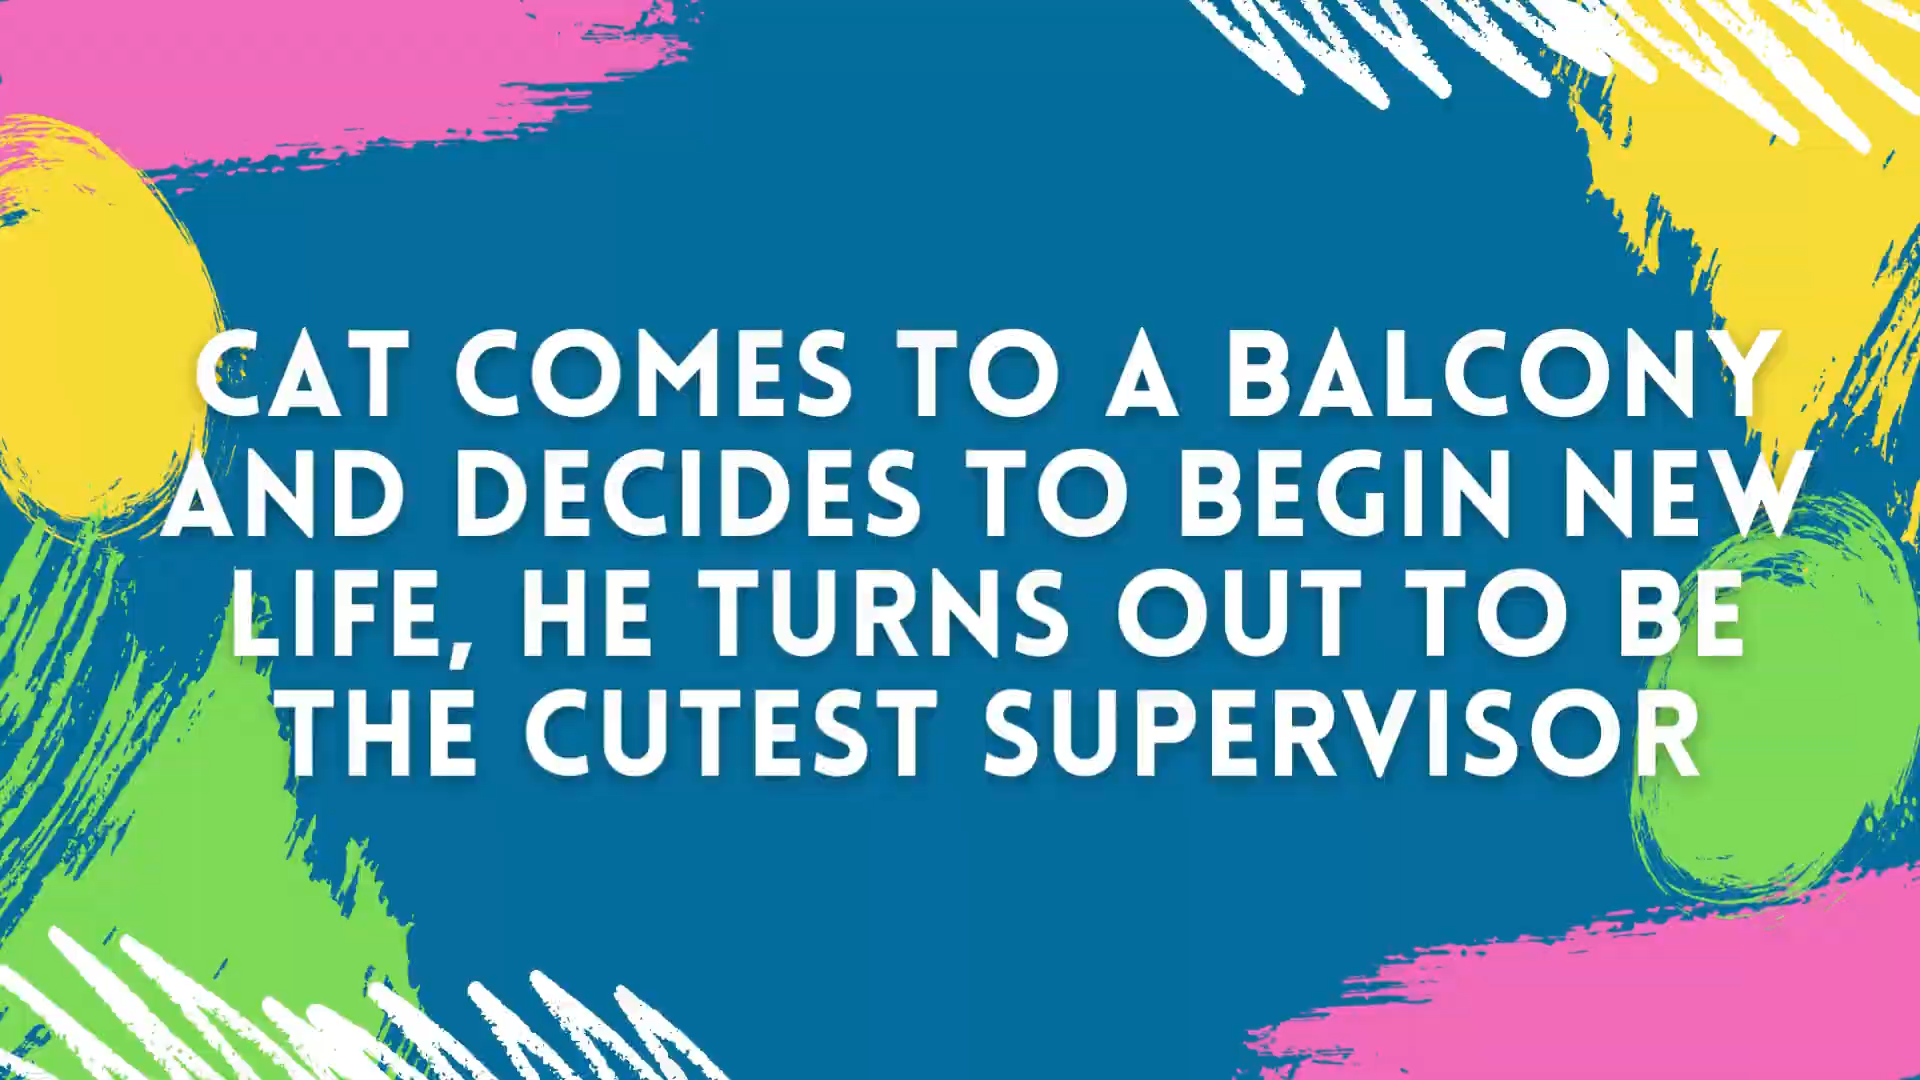 CAT COMES TO A BALCONY
AND DECIDES TO BEGIN NEW
LIFE, HE TURNS OUT TO BE
THE CUTEST SUPERVISOR